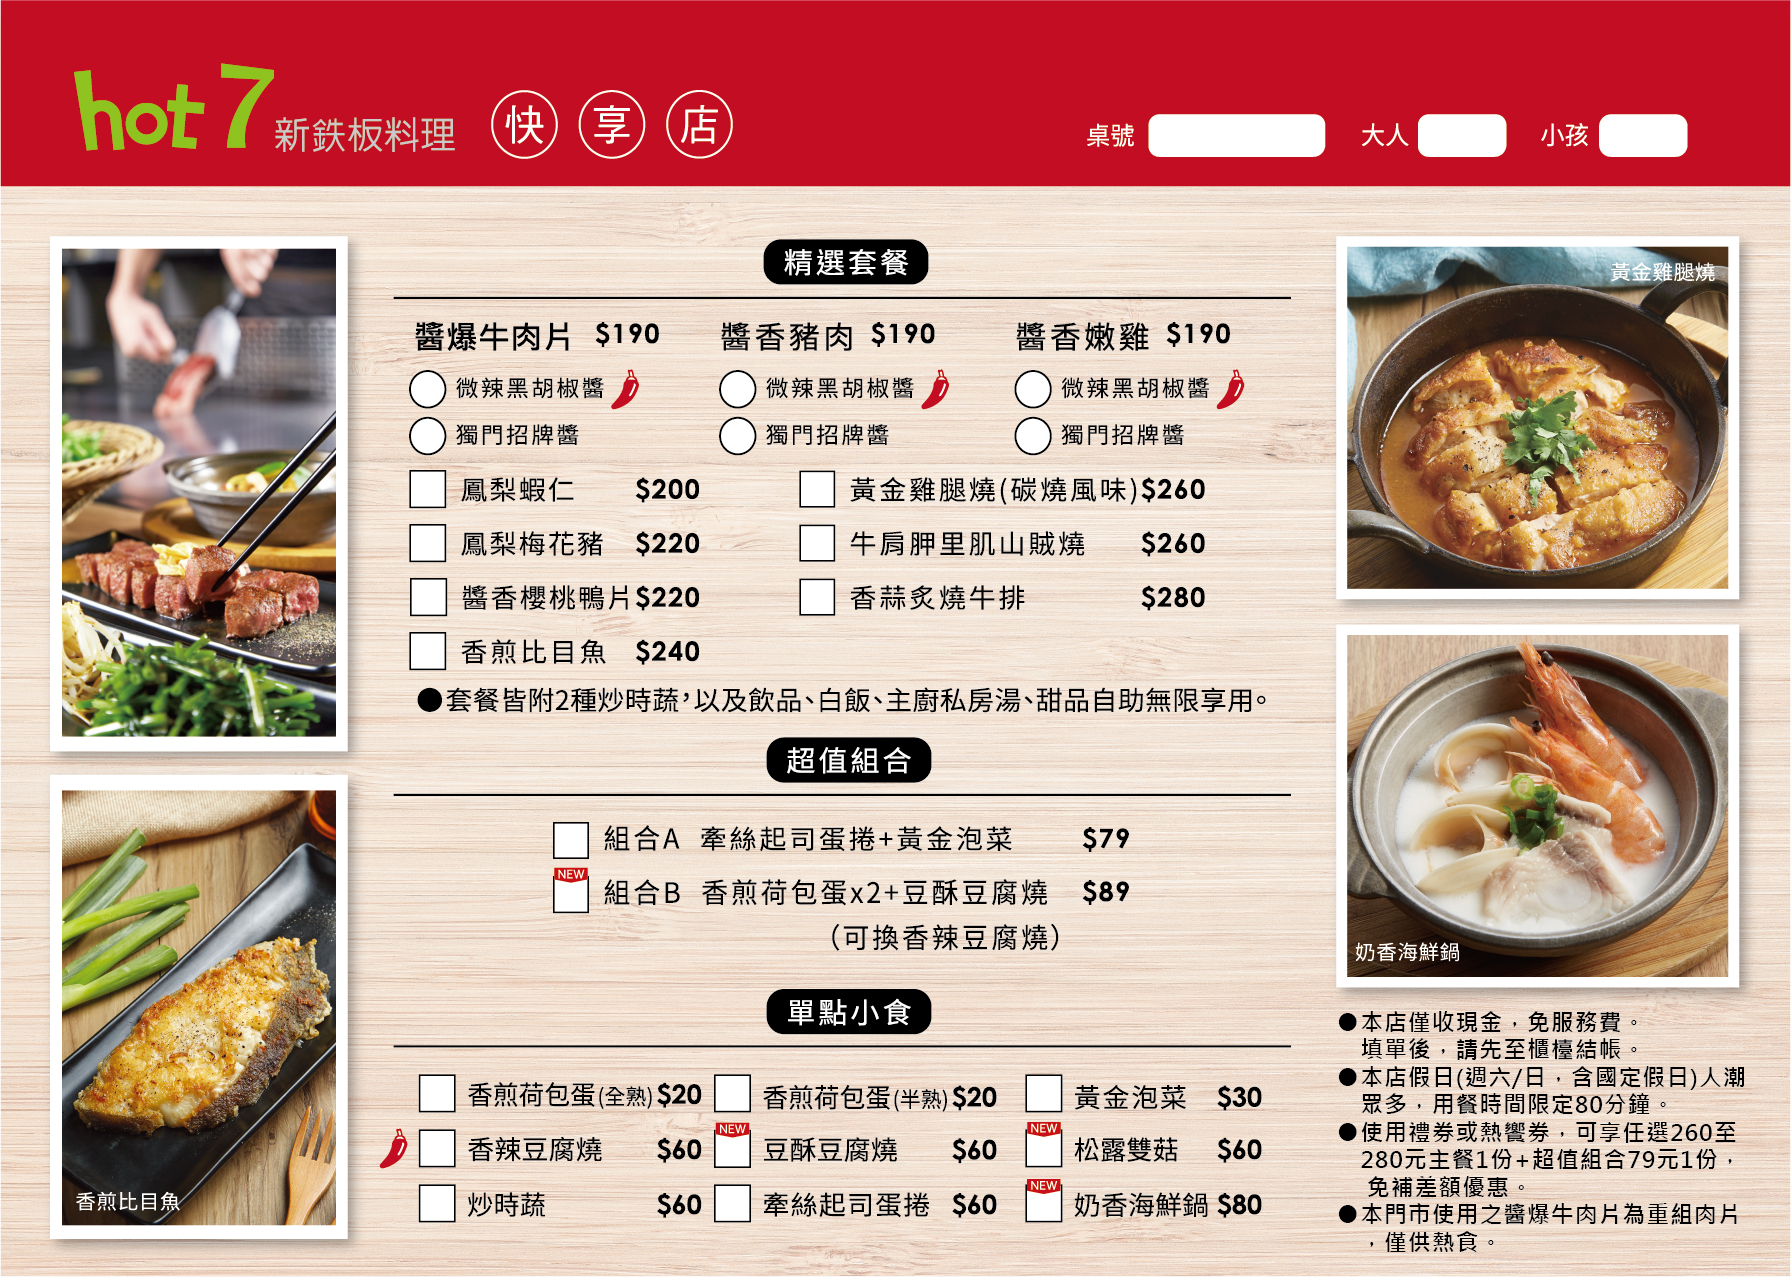 hot 7 新鉄板料理 快享店
桌號 大人 小孩
精選套餐
醬爆牛肉片 $190 醬香豬肉 $190 醬香嫩雞 $190
微辣黑胡椒醬 微辣黑胡椒醬 微辣黑胡椒醬
獨門招牌醬 獨門招牌醬 獨門招牌醬
鳳梨蝦仁 $200 黃金雞腿燒(碳燒風味)$260
鳳梨梅花豬 $220 牛肩胛里肌山賊燒 $260
醬香櫻桃鴨片$220 香蒜炙燒牛排 $280
香煎比目魚 $240
●套餐皆附2種炒時蔬，以及飲品、白飯、主廚私房湯、甜品自助無限享用。
超值組合
組合A 牽絲起司蛋捲+黃金泡菜 $79
NEW
組合B 香煎荷包蛋x2+豆酥豆腐燒 $89
（可換香辣豆腐燒）
單點小食
香煎荷包蛋(全熟)$20 香煎荷包蛋(半熟)$20 黃金泡菜 $30
NEW NEW
香辣豆腐燒 $60 豆酥豆腐燒 $60 松露雙菇 $60
NEW
炒時蔬 $60 牽絲起司蛋捲 $60 奶香海鮮鍋 $80
黃金雞腿燒
奶香海鮮鍋
香煎比目魚
●本店僅收現金，免服務費。
填單後，請先至櫃檯結帳。
●本店假日(週六/日，含國定假日)人潮
眾多，用餐時間限定80分鐘。
●使用禮券或熱饗券，可享任選260至
280元主餐1份+超值組合79元1份，
免補差額優惠。
●本門市使用之醬爆牛肉片為重組肉片
，僅供熱食。